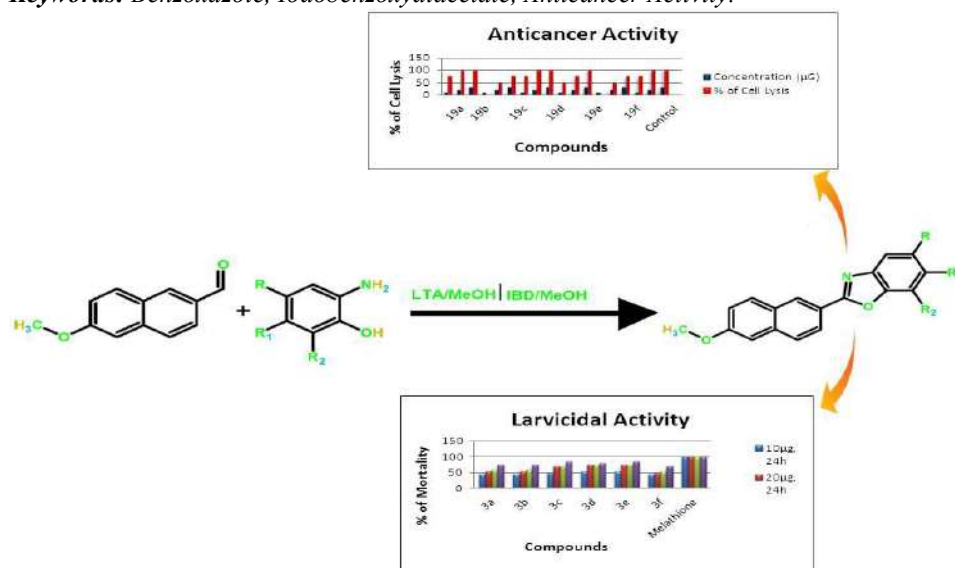 Keywords: Benzoxazole, Iodobenzoxydiacetate, Anticancer Activity.
Anticancer Activity
% of Cell Lysis
150
100
50
0
19a
19b
19c
19d
19e
19f
Control
Concentration (µG)
% of Cell Lysis
Compounds
H3C
O
O
+
R
NH2
R1
OH
R2
LTA/MeOH | IBD/MeOH
H3C
O
N
O
R
R
R2
Larvicidal Activity
% of Mortality
150
100
50
0
3a
3b
3c
3d
3e
3f
Melathione
10µg, 24h
20µg, 24h
Compounds